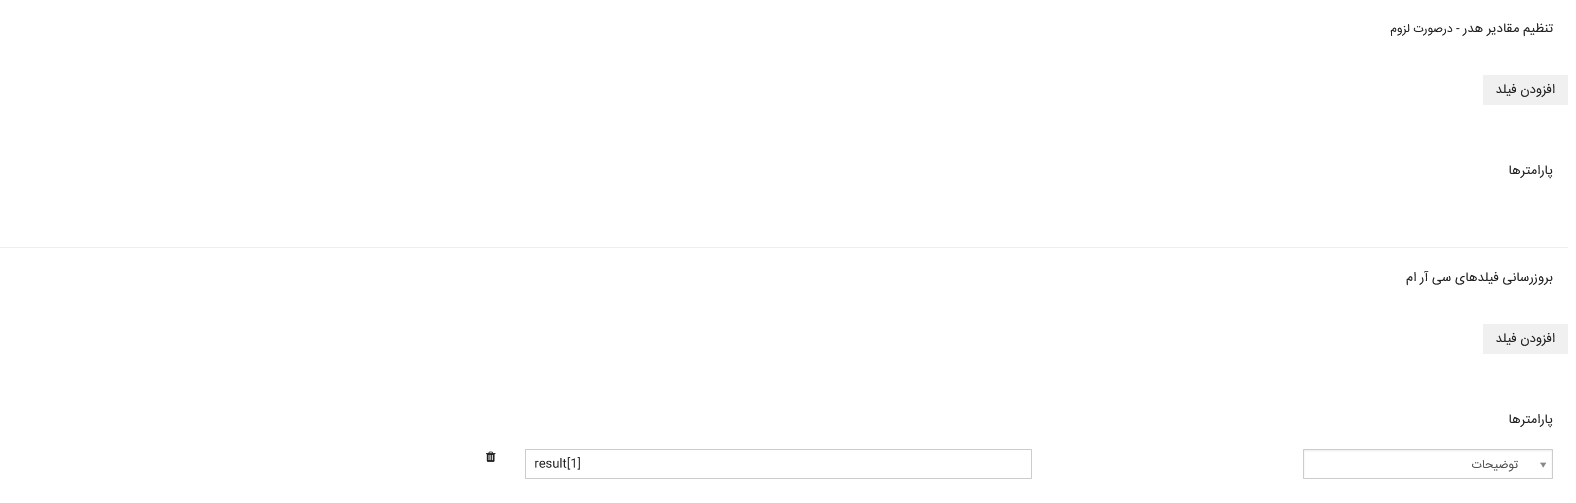 تنظیم مقادیر هدر - درصورت لزوم
افزودن فیلد
پارامترها
بروزرسانی فیلدهای سی آر ام
افزودن فیلد
پارامترها
توضیحات
result[1]